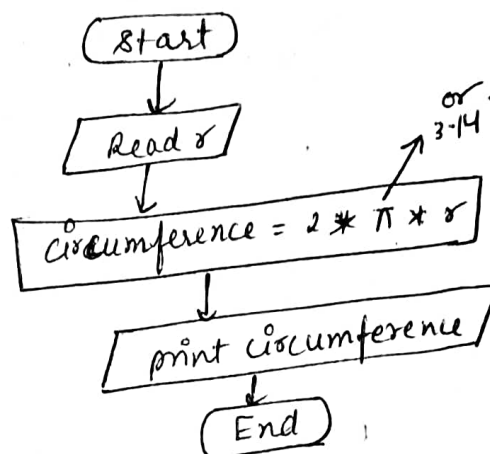 Start
Read r
or
3.14
circumference = 2 * π * r
print circumference
End